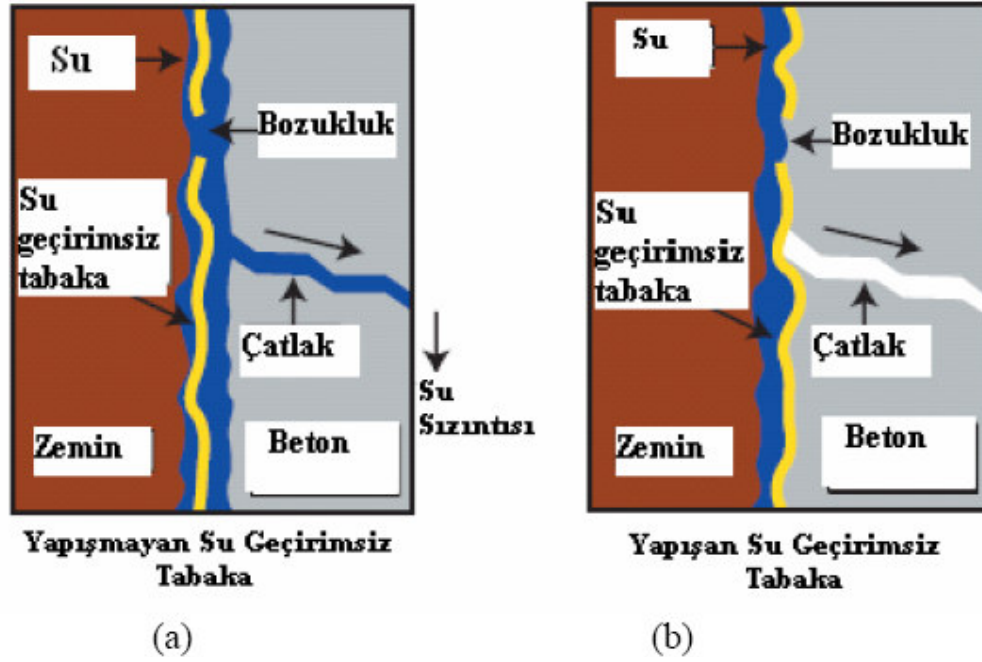 Su
Bozukluk
Su
geçirimsiz
tabaka
Çatlak
Su
Sızıntısı
Zemin
Beton
Yapışmayan Su Geçirimsiz
Tabaka
(a)
Su
Bozukluk
Su
geçirimsiz
tabaka
Çatlak
Zemin
Beton
Yapışan Su Geçirimsiz
Tabaka
(b)